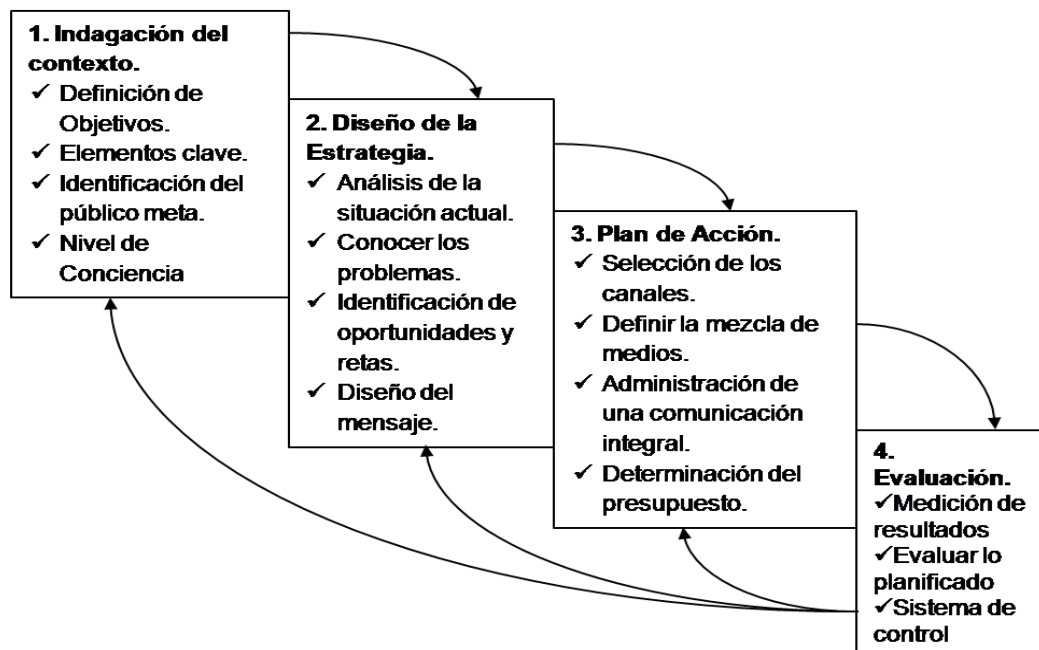 1. Indagación del
contexto.
✓ Definición de
Objetivos.
✓ Elementos clave.
✓ Identificación del
público meta.
✓ Nivel de
Conciencia
2. Diseño de la
Estrategia.
✓ Análisis de la
situación actual.
✓ Conocer los
problemas.
✓ Identificación de
oportunidades y
retas.
✓ Diseño del
mensaje.
3. Plan de Acción.
✓ Selección de los
canales.
✓ Definir la mezcla de
medios.
✓ Administración de
una comunicación
integral.
✓ Determinación del
presupuesto.
4.
Evaluación.
✓Medición de
resultados
✓Evaluar lo
planificado
✓Sistema de
control